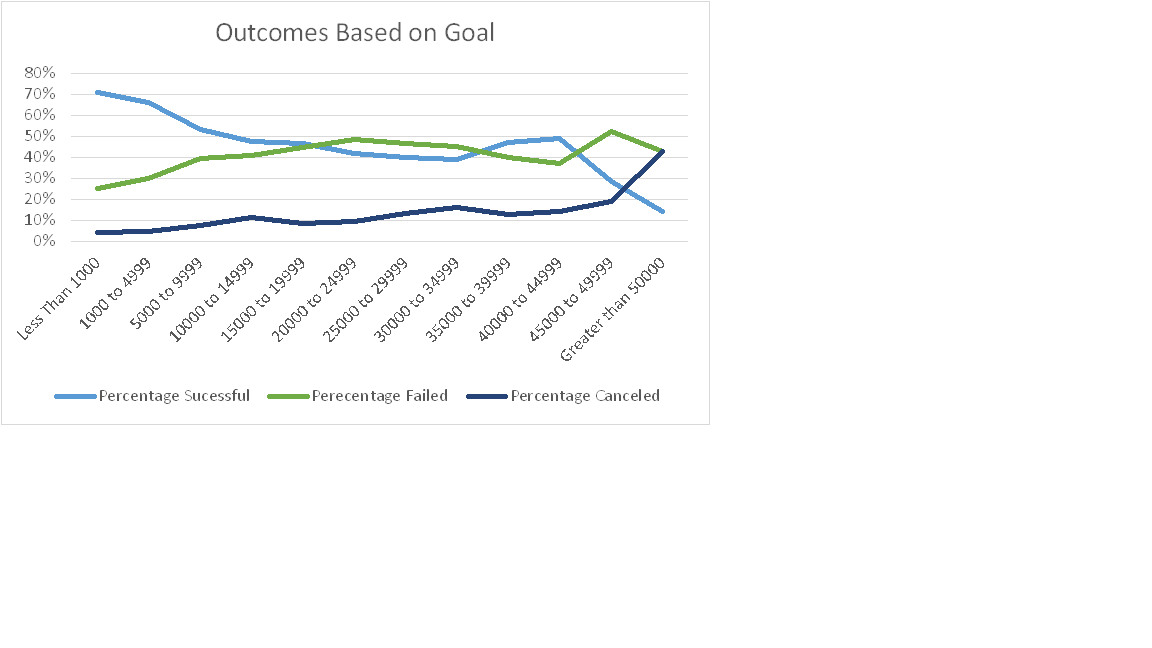 Outcomes Based on Goal
80%
70%
60%
50%
40%
30%
20%
10%
0%
Less Than 1000
1000 to 4999
5000 to 9999
10000 to 14999
15000 to 19999
20000 to 24999
25000 to 29999
30000 to 34999
35000 to 39999
40000 to 44999
45000 to 49999
Greater than 50000
Percentage Sucessful Perecentage Failed Percentage Canceled